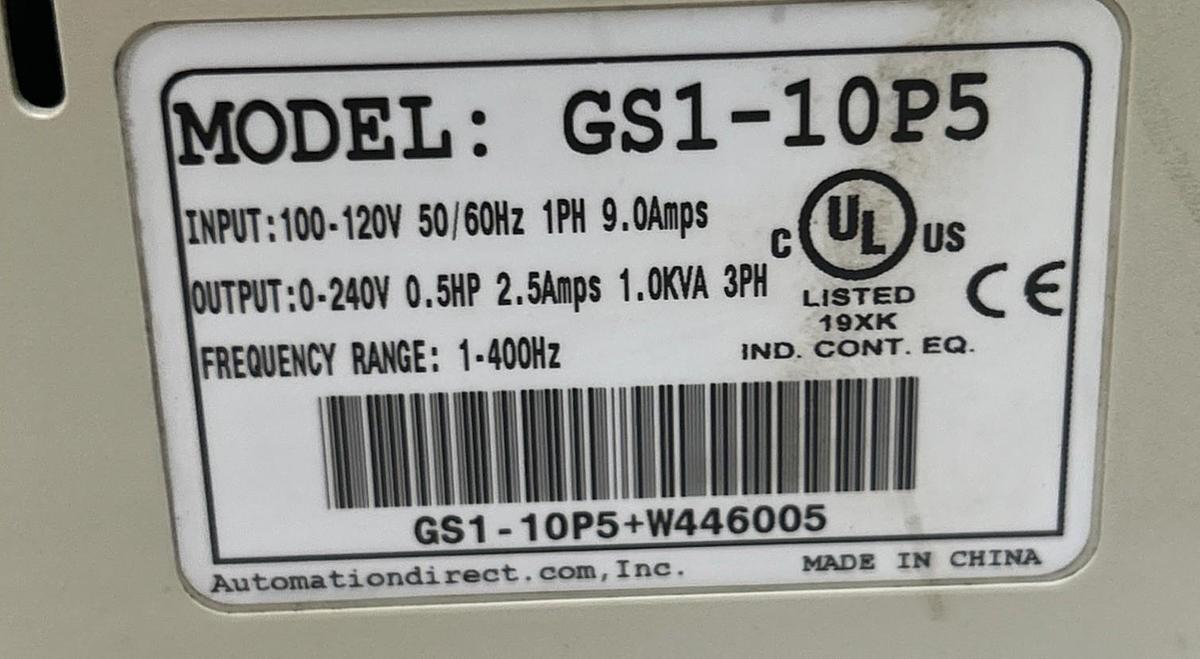 MODEL: GS1-10P5
INPUT:100-120V 50/60Hz 1PH 9.0Amps
OUTPUT:0-240V 0.5HP 2.5Amps 1.0KVA 3PH
FREQUENCY RANGE: 1-400Hz
C UL US
LISTED
19XK
IND. CONT. EQ.
CE
GS1-10P5+W446005
Automationdirect.com,Inc.
MADE IN CHINA